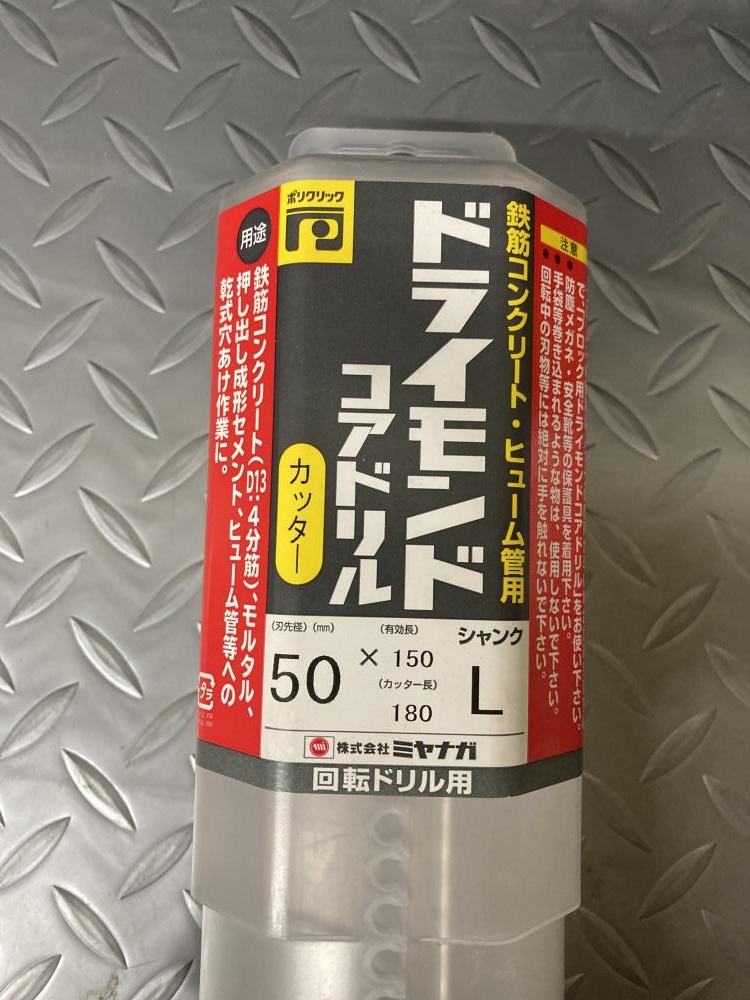 ポリクリック
用途
鉄筋コンクリート(D13:4分筋)、モルタル、
押し出し成形セメント、ヒューム管等への
乾式穴あけ作業に。
鉄筋コンクリート・ヒューム管用
ドライモンド
コアドリル
カッター
注意
で、「ブロック用ドライモンドコアドリル」をお使い下さい。
防塵メガネ・安全靴等の保護具を着用下さい。
手袋等巻き込まれるような物は、使用しないで下さい。
回転中の刃物等には絶対に手を触れないで下さい。
(刃先径)(mm)
50
×
(有効長)
150
(カッター長)
180
シャンク
L
株式会社 ミヤナガ
回転ドリル用